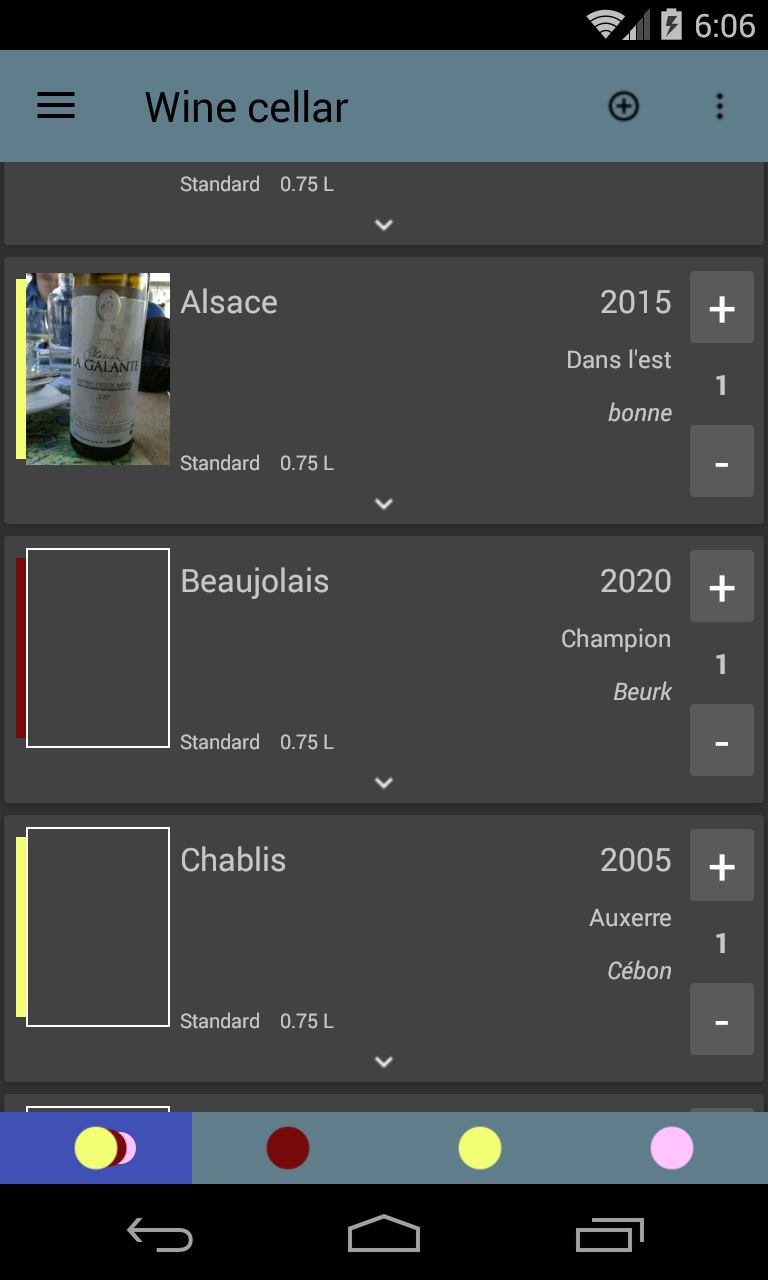 6:06
Wine cellar
Standard 0.75 L
Alsace 2015
+
Dans l'est
LA GALANTE
1
bonne
Standard 0.75 L
-
Beaujolais 2020
+
Champion
1
Beurk
Standard 0.75 L
-
Chablis 2005
+
Auxerre
1
Cébon
Standard 0.75 L
-